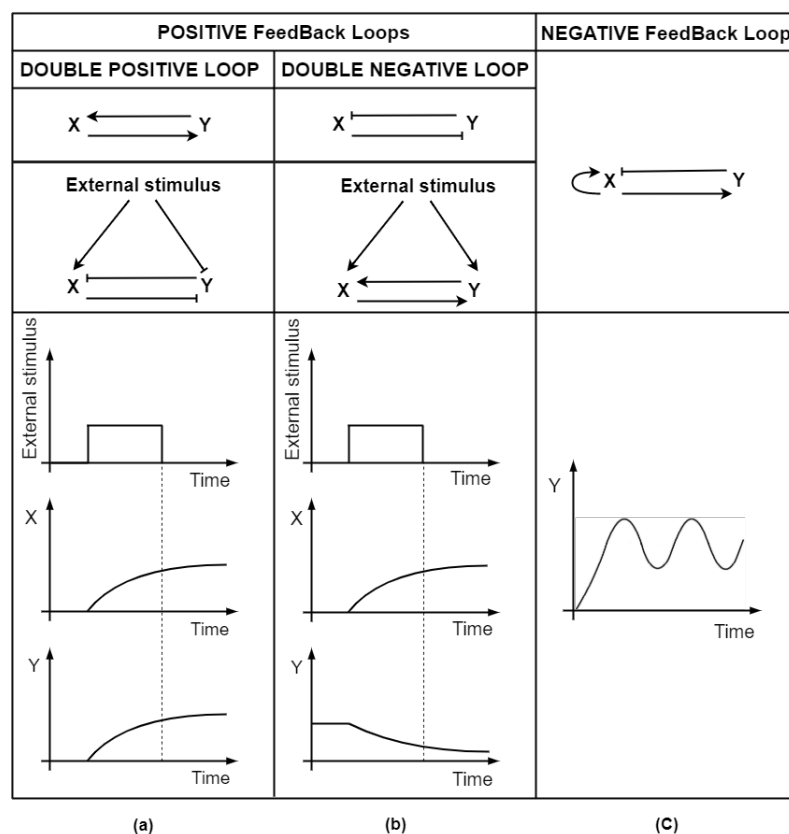 POSITIVE FeedBack Loops
NEGATIVE FeedBack Loop
DOUBLE POSITIVE LOOP
DOUBLE NEGATIVE LOOP
X Y
X Y
X Y
External stimulus
External stimulus
X Y
X Y
External stimulus
Time
External stimulus
Time
X
Time
X
Time
Y
Time
Y
Time
Y
Time
(a)
(b)
(C)